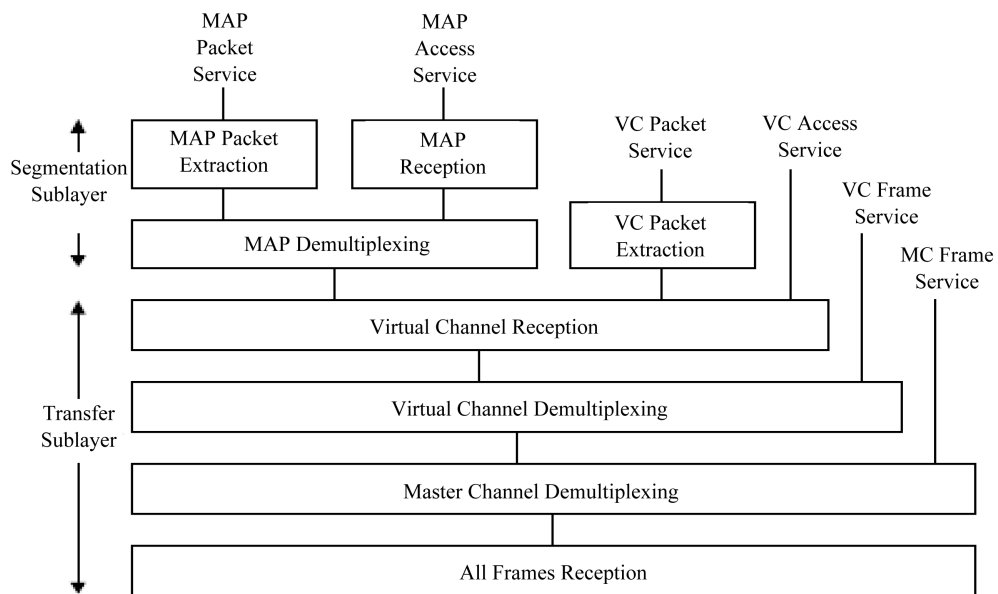 MAP
Packet
Service
MAP
Access
Service
MAP Packet
Extraction
MAP
Reception
VC Packet
Service
VC Access
Service
Segmentation
Sublayer
VC Frame
Service
MAP Demultiplexing
VC Packet
Extraction
MC Frame
Service
Virtual Channel Reception
Virtual Channel Demultiplexing
Transfer
Sublayer
Master Channel Demultiplexing
All Frames Reception